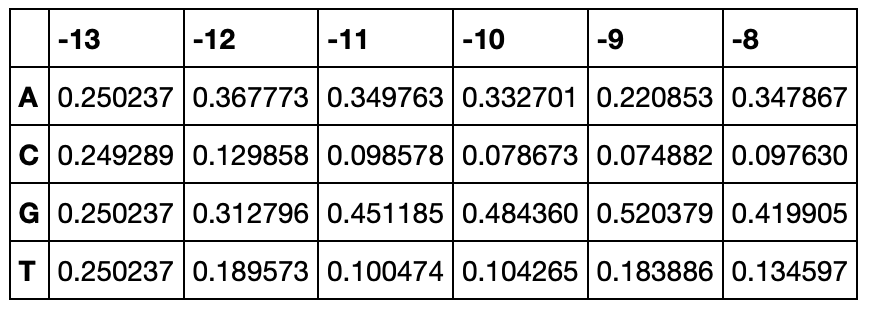 -13 -12 -11 -10 -9 -8
A 0.250237 0.367773 0.349763 0.332701 0.220853 0.347867
C 0.249289 0.129858 0.098578 0.078673 0.074882 0.097630
G 0.250237 0.312796 0.451185 0.484360 0.520379 0.419905
T 0.250237 0.189573 0.100474 0.104265 0.183886 0.134597